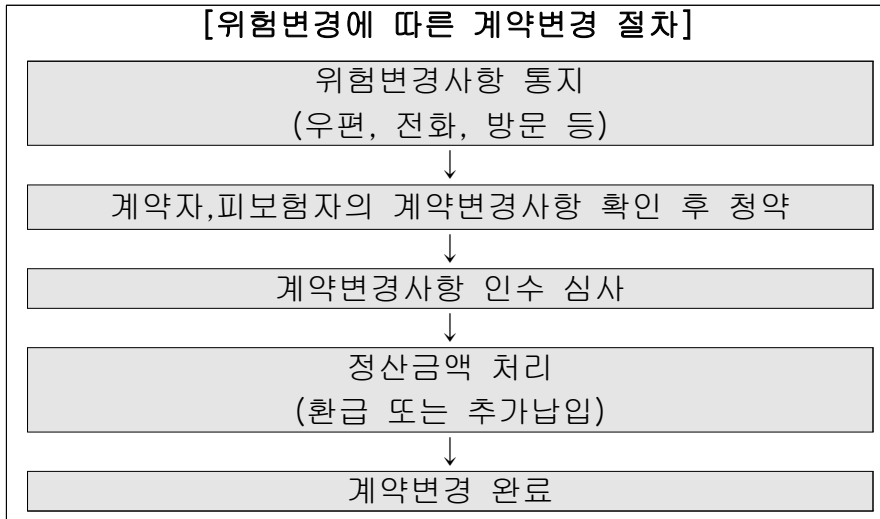 [위험변경에 따른 계약변경 절차]
위험변경사항 통지
(우편, 전화, 방문 등)
↓
계약자,피보험자의 계약변경사항 확인 후 청약
↓
계약변경사항 인수 심사
↓
정산금액 처리
(환급 또는 추가납입)
↓
계약변경 완료